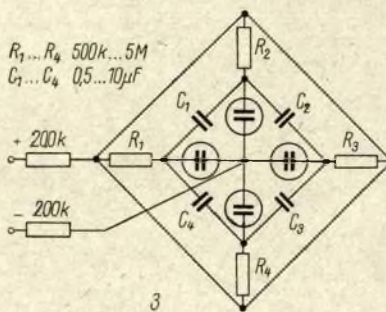 R₁...R₄ 500k...5M
C₁...C₄ 0,5...10µF
R₂
C₁
C₂
+ 200k
R₁
R₃
− 200k
C₄
C₃
R₄
3